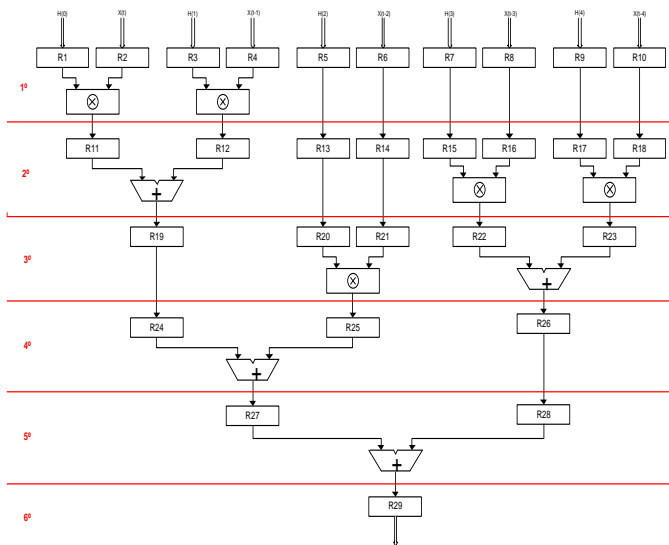 H(0) X(t) H(1) X(t-1) H(2) X(t-2) H(3) X(t-3) H(4) X(t-4)
R1 R2 R3 R4 R5 R6 R7 R8 R9 R10
1º
R11 R12 R13 R14 R15 R16 R17 R18
2º
+
R19 R20 R21 R22 R23
3º
+
R24 R25 R26
4º
+
R27 R28
5º
+
R29
6º